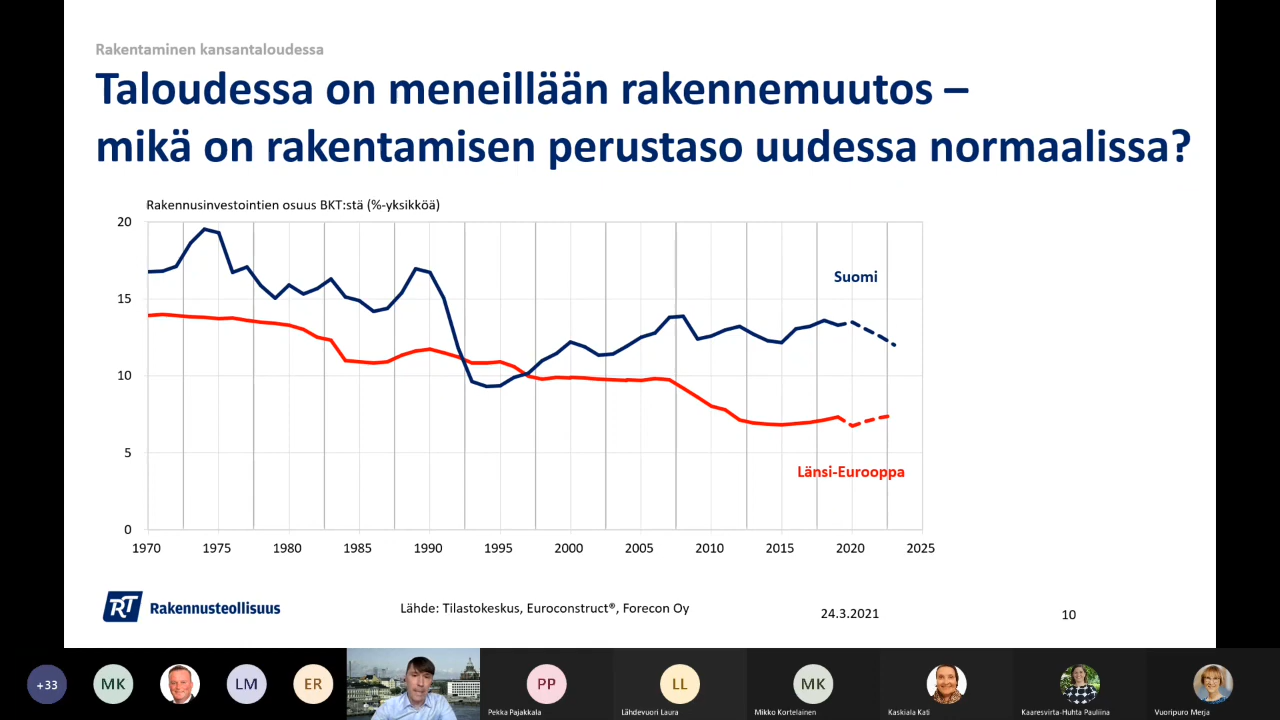 Rakentaminen kansantaloudessa
Taloudessa on meneillään rakennemuutos –
mikä on rakentamisen perustaso uudessa normaalissa?
Rakennusinvestointien osuus BKT:stä (%-yksikköä)
20
15
10
5
0
Suomi
Länsi-Eurooppa
1970 1975 1980 1985 1990 1995 2000 2005 2010 2015 2020 2025
RT Rakennusteollisuus
Lähde: Tilastokeskus, Euroconstruct®, Forecon Oy
24.3.2021
10
+33 MK LM ER PP LL MK
Pekka Pajakkala Lähdevuori Laura Mikko Kortelainen Kaskiala Kati Kaaresvirta-Huhta Pauliina Vuoripuro Merja